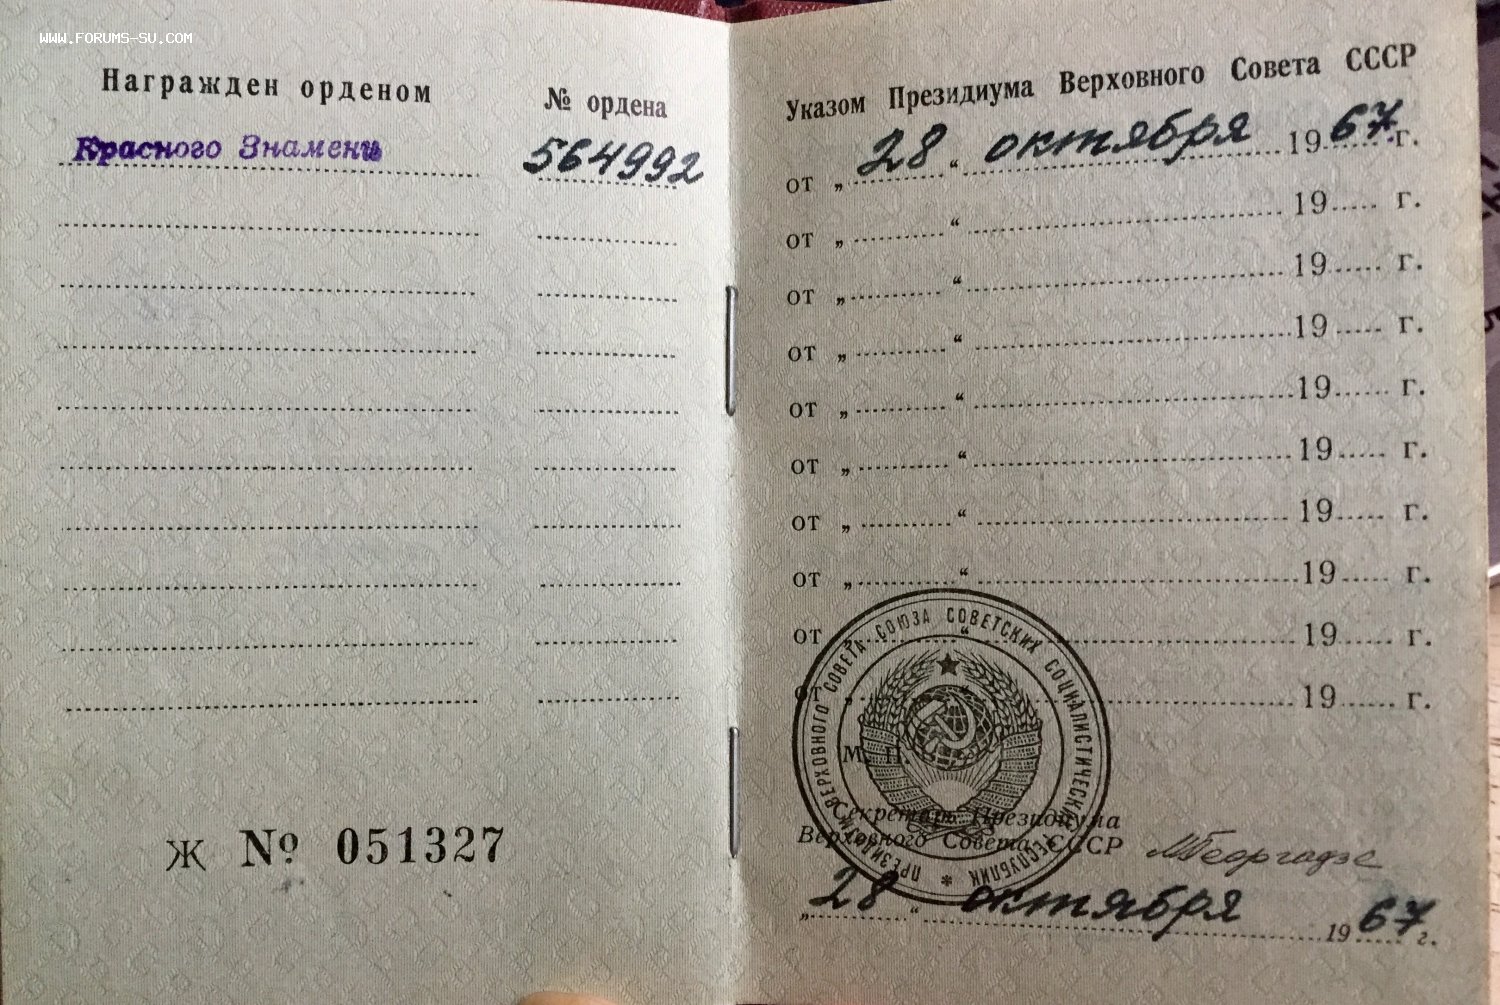 WWW.FORUMS-SU.COM
Награжден орденом
№ ордена
Красного Знамени
564992
Ж № 051327
Указом Президиума Верховного Совета СССР
от „28“ октября 1967 г.
от „ “ 19 г.
от „ “ 19 г.
от „ “ 19 г.
от „ “ 19 г.
от „ “ 19 г.
от „ “ 19 г.
от „ “ 19 г.
от „ “ 19 г.
от „ “ 19 г.
ПРЕЗИДИУМ ВЕРХОВНОГО СОВЕТА СОЮЗА СОВЕТСКИХ СОЦИАЛИСТИЧЕСКИХ РЕСПУБЛИК *
М. П.
Секретарь Президиума
Верховного Совета СССР МГеоргадзе
„28“ октября 1967 г.